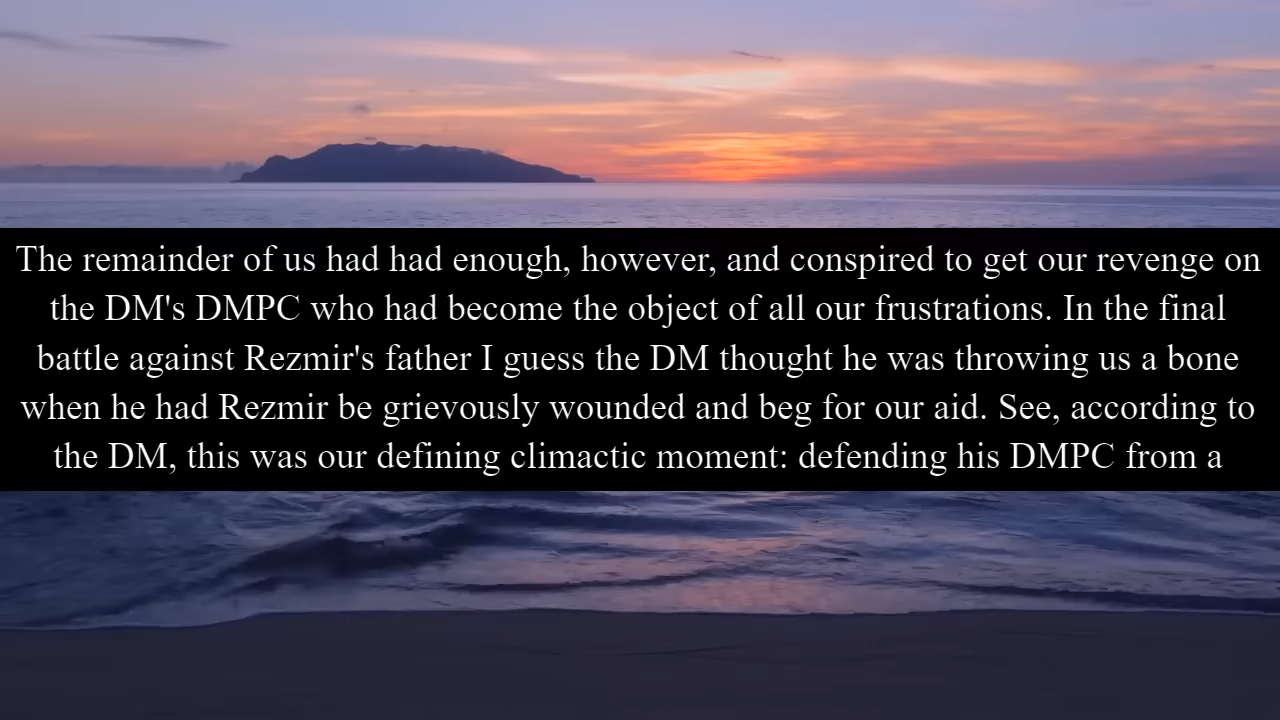 The remainder of us had had enough, however, and conspired to get our revenge on
the DM's DMPC who had become the object of all our frustrations. In the final
battle against Rezmir's father I guess the DM thought he was throwing us a bone
when he had Rezmir be grievously wounded and beg for our aid. See, according to
the DM, this was our defining climactic moment: defending his DMPC from a